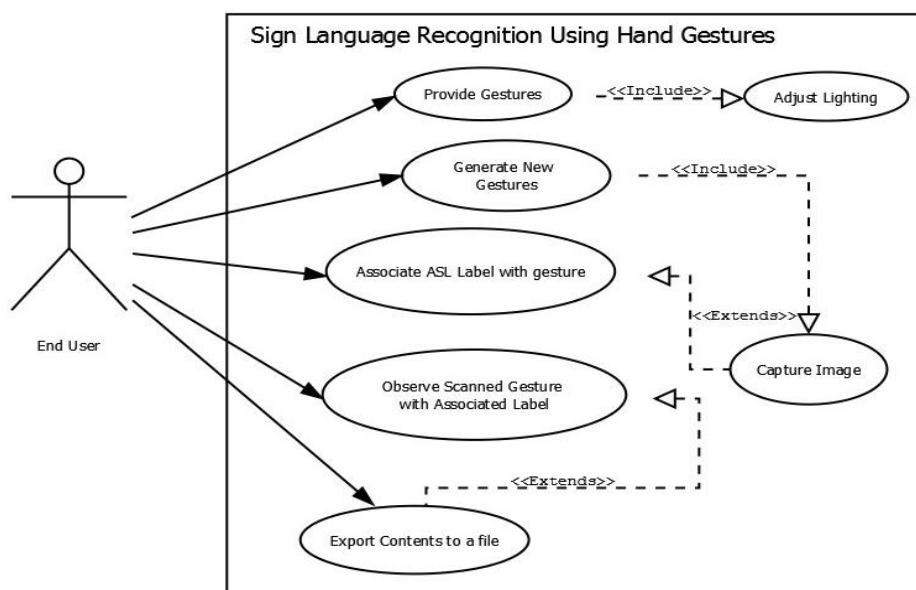 Sign Language Recognition Using Hand Gestures
Provide Gestures
<<Include>>
Adjust Lighting
Generate New
Gestures
<<Include>>
Associate ASL Label with gesture
<<Extends>>
End User
Capture Image
Observe Scanned Gesture
with Associated Label
<<Extends>>
Export Contents to a file